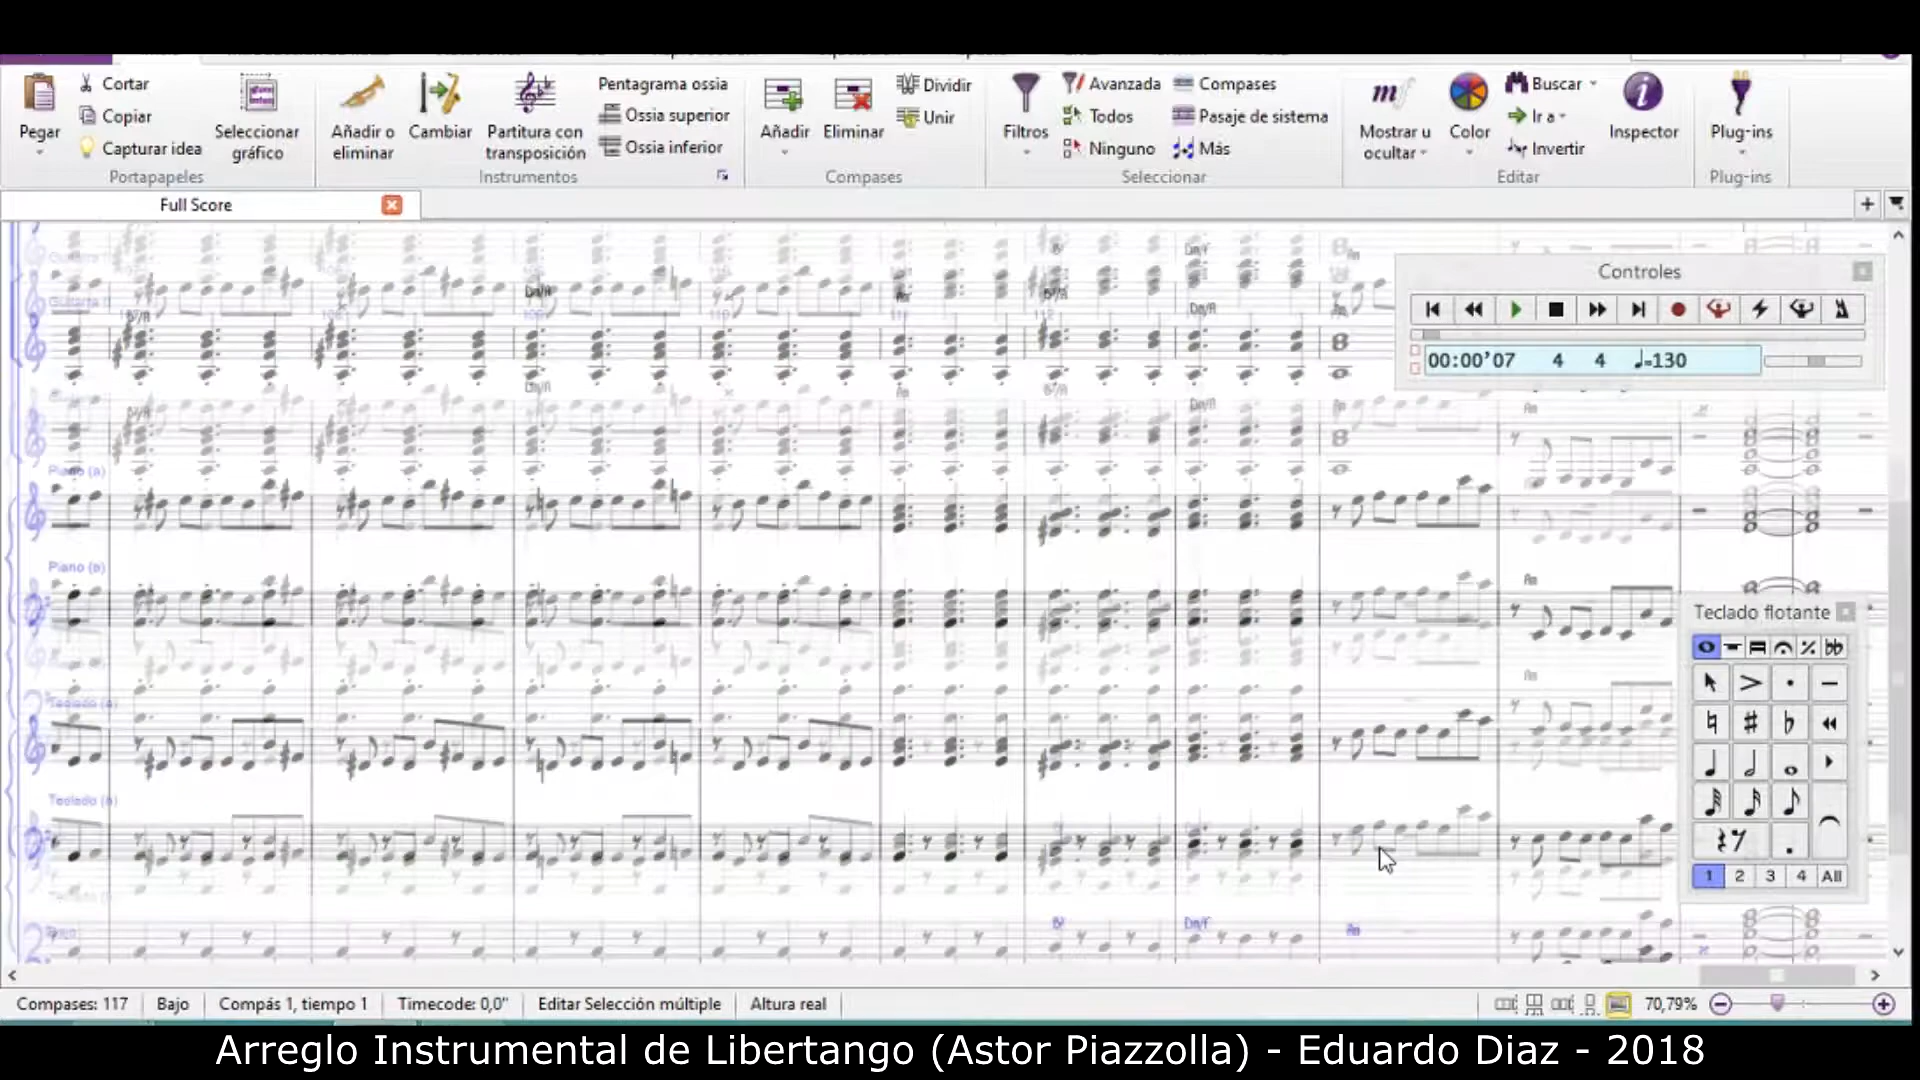 Pegar
Cortar
Copiar
Capturar idea
Seleccionar gráfico
Portapapeles
Añadir o eliminar
Cambiar
Partitura con transposición
Pentagrama ossia
Ossia superior
Ossia inferior
Instrumentos
Añadir
Eliminar
Dividir
Unir
Compases
Filtros
Avanzada
Todos
Ninguno
Compases
Pasaje de sistema
Más
Seleccionar
Mostrar u ocultar
Color
Buscar
Ir a
Invertir
Editar
Inspector
Plug-ins
Plug-ins
Full Score
Controles
00:00’07 4 4 ♩=130
Piano (a)
Piano (b)
Teclado (a)
Teclado (b)
Teclado flotante
1 2 3 4 All
Compases: 117 Bajo Compás 1, tiempo 1 Timecode: 0,0" Editar Selección múltiple Altura real 70,79%
Arreglo Instrumental de Libertango (Astor Piazzolla) - Eduardo Diaz - 2018